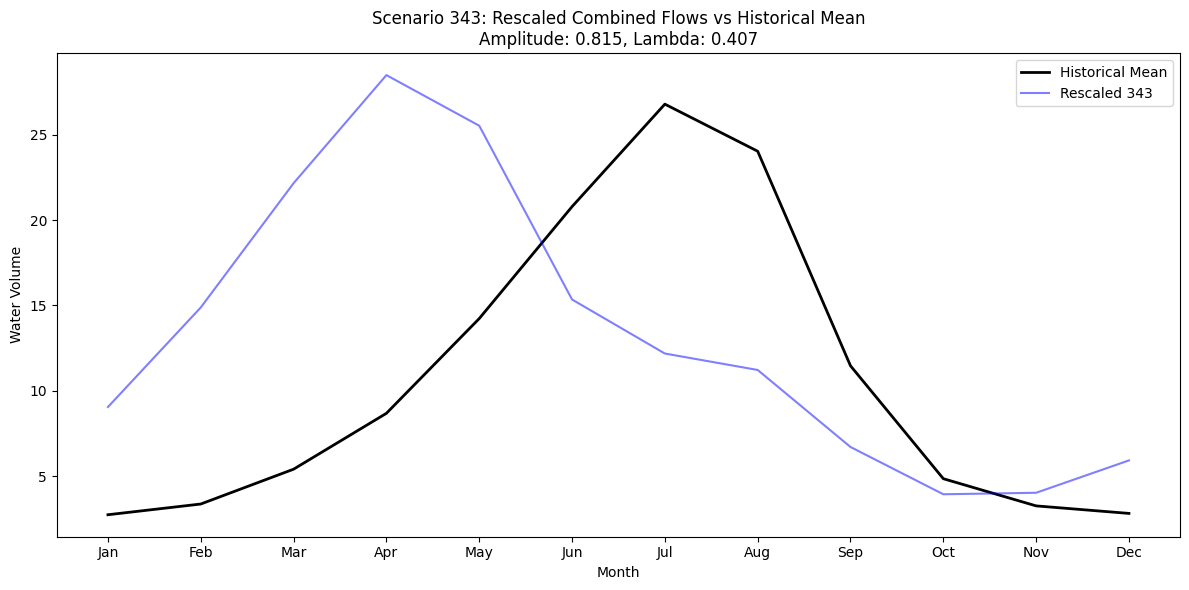 Scenario 343: Rescaled Combined Flows vs Historical Mean
Amplitude: 0.815, Lambda: 0.407
Historical Mean
Rescaled 343
Water Volume
25
20
15
10
5
Jan Feb Mar Apr May Jun Jul Aug Sep Oct Nov Dec
Month